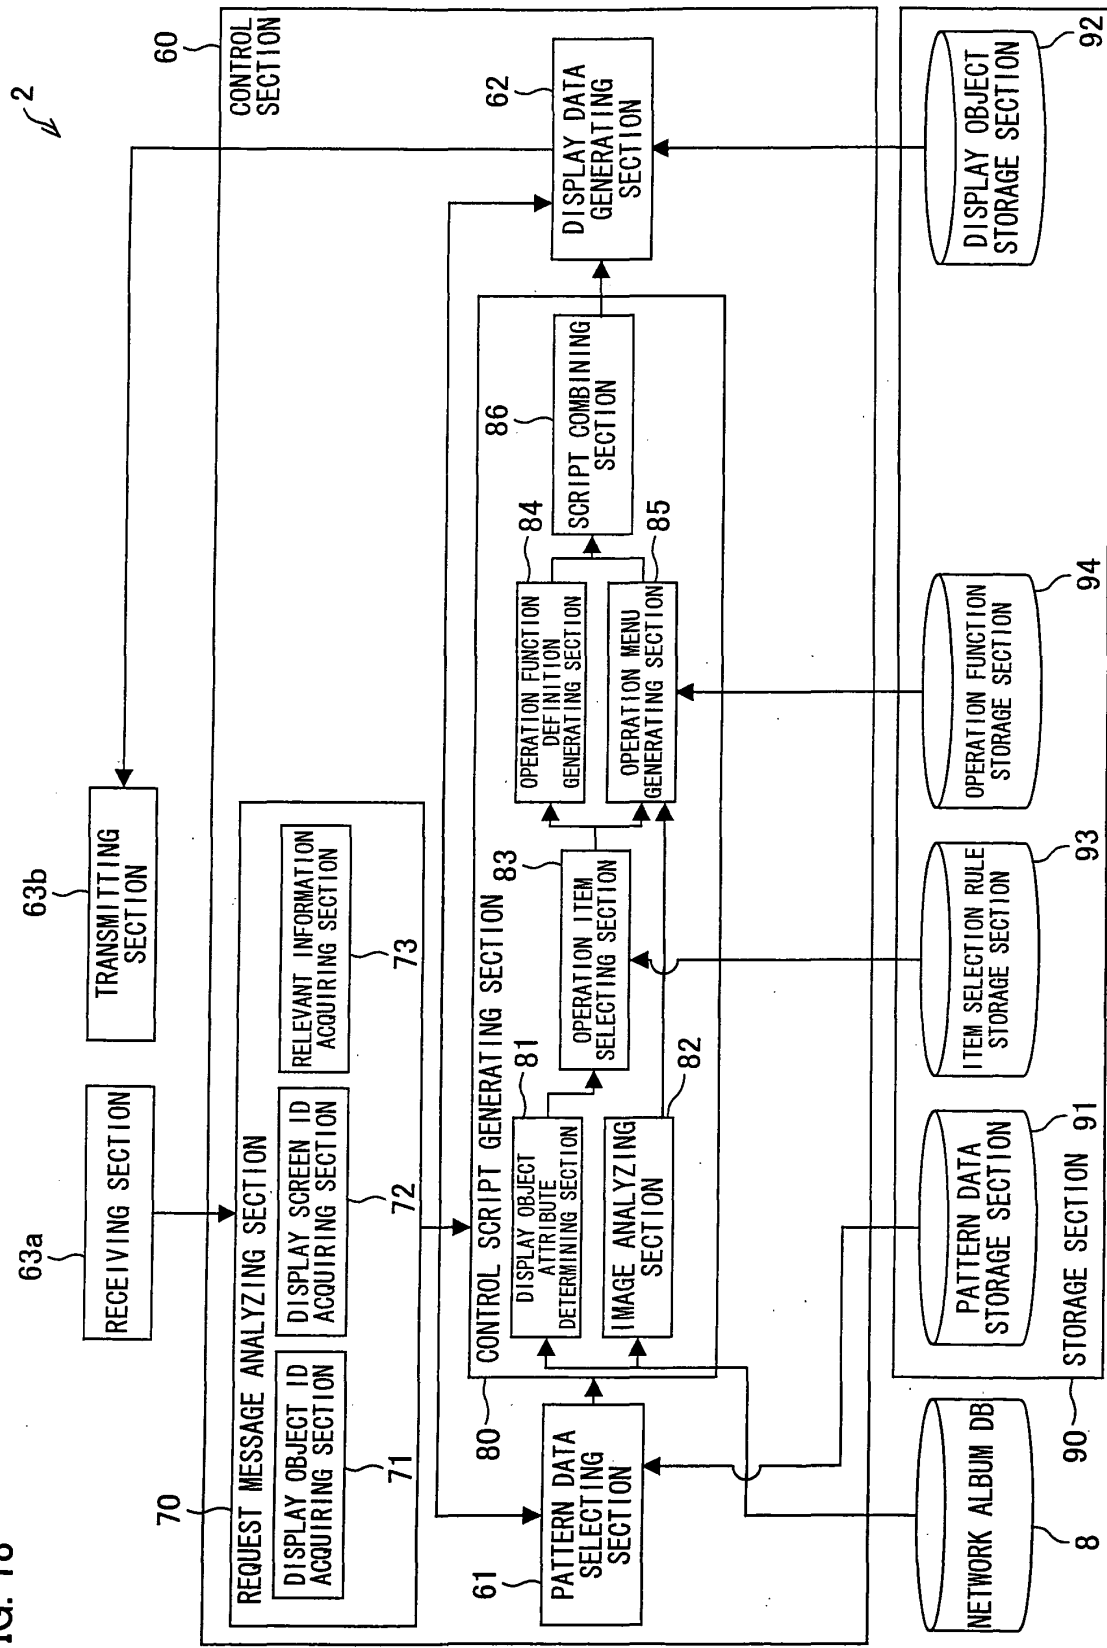 IG. 18
2
63a
RECEIVING SECTION
63b
TRANSMITTING
SECTION
60
CONTROL
SECTION
70
REQUEST MESSAGE ANALYZING SECTION
DISPLAY OBJECT ID
ACQUIRING SECTION
71
DISPLAY SCREEN ID
ACQUIRING SECTION
72
RELEVANT INFORMATION
ACQUIRING SECTION
73
61
PATTERN DATA
SELECTING
SECTION
80
CONTROL SCRIPT GENERATING SECTION
81
DISPLAY OBJECT
ATTRIBUTE
DETERMINING SECTION
IMAGE ANALYZING
SECTION
82
83
OPERATION ITEM
SELECTING SECTION
84
OPERATION FUNCTION
DEFINITION
GENERATING SECTION
85
OPERATION MENU
GENERATING SECTION
86
SCRIPT COMBINING
SECTION
62
DISPLAY DATA
GENERATING
SECTION
NETWORK ALBUM DB
8
90
STORAGE SECTION
PATTERN DATA
STORAGE SECTION
91
ITEM SELECTION RULE
STORAGE SECTION
93
OPERATION FUNCTION
STORAGE SECTION
94
DISPLAY OBJECT
STORAGE SECTION
92